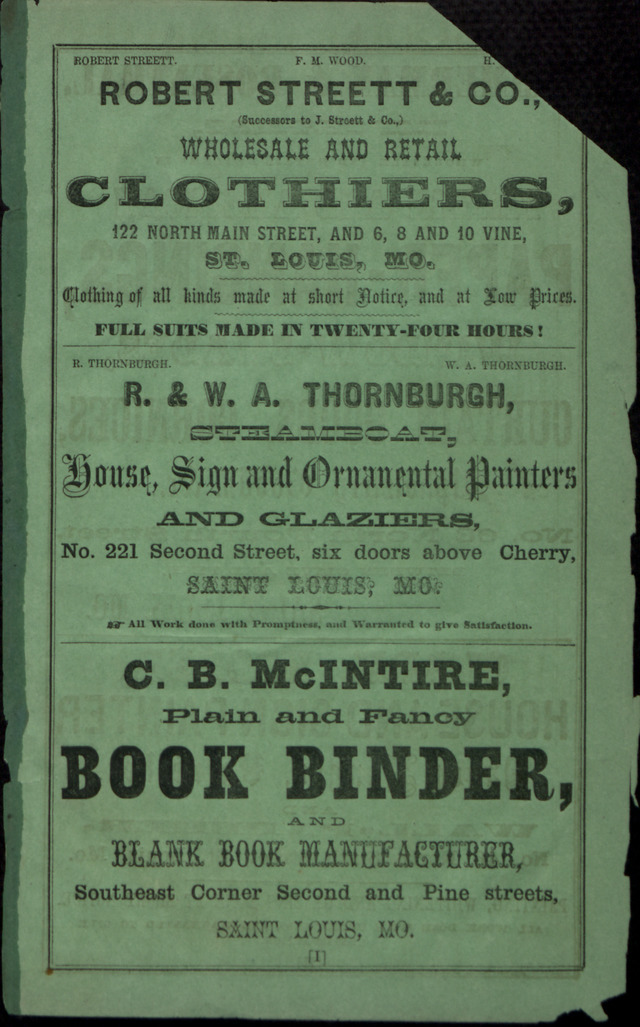 ROBERT STREETT. F. M. WOOD. H.
ROBERT STREETT & CO.,
(Successors to J. Streett & Co.,)
WHOLESALE AND RETAIL
CLOTHIERS,
122 NORTH MAIN STREET, AND 6, 8 AND 10 VINE,
ST. LOUIS, MO.
Clothing of all kinds made at short Notice, and at Low Prices.
FULL SUITS MADE IN TWENTY-FOUR HOURS!
R. THORNBURGH. W. A. THORNBURGH.
R. & W. A. THORNBURGH,
STEAMBOAT,
House, Sign and Ornanental Painters
AND GLAZIERS,
No. 221 Second Street, six doors above Cherry,
SAINT LOUIS, MO.
☞ All Work done with Promptness, and Warranted to give Satisfaction.
C. B. McINTIRE,
Plain and Fancy
BOOK BINDER,
AND
BLANK BOOK MANUFACTURER,
Southeast Corner Second and Pine streets,
SAINT LOUIS, MO.
[1]